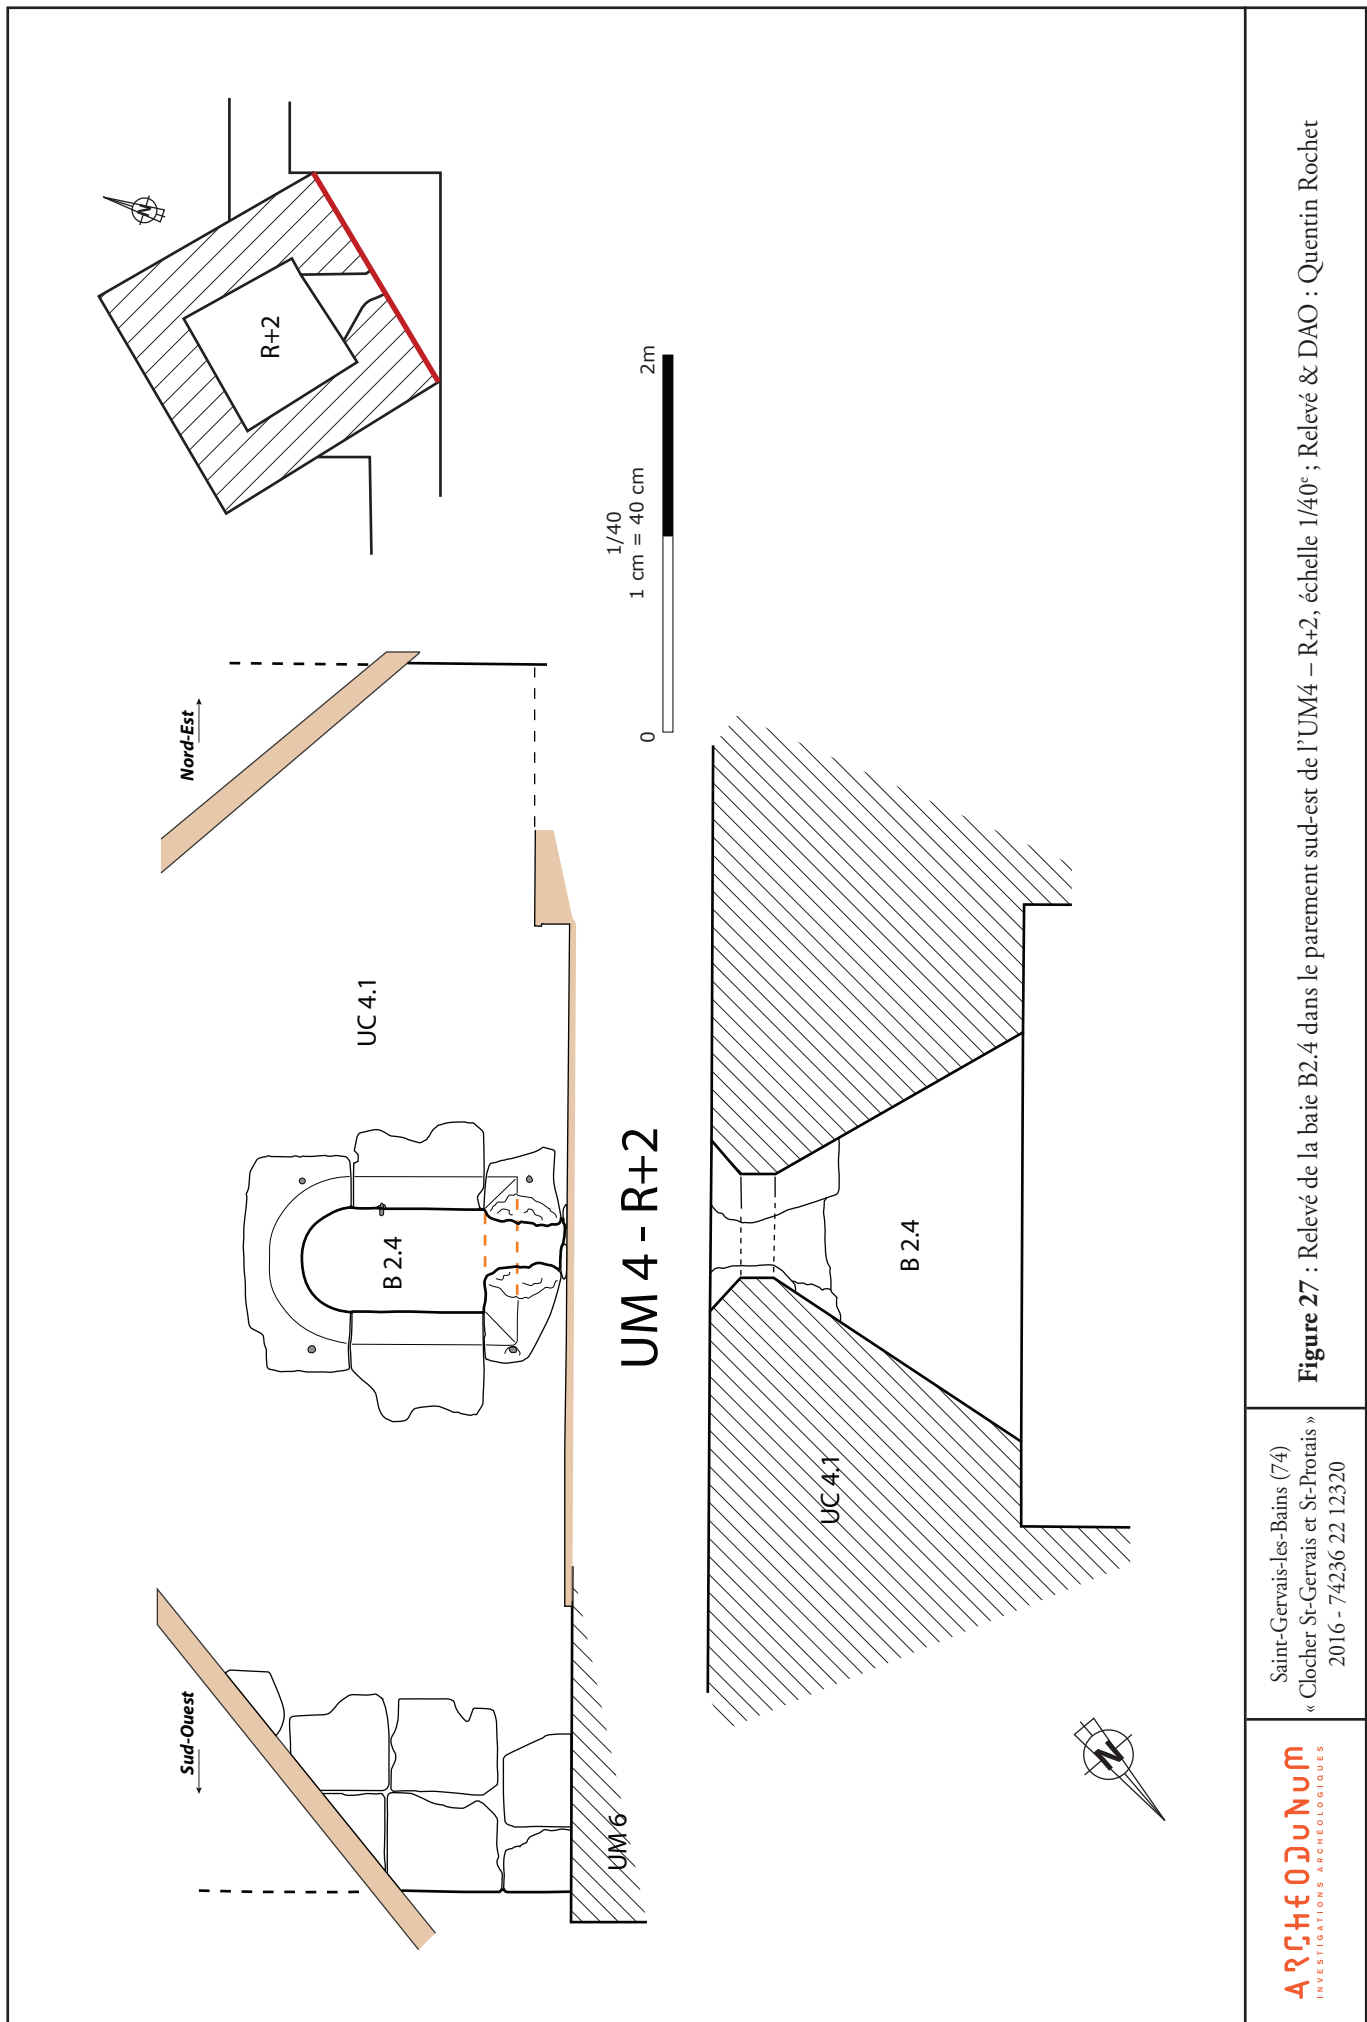 Sud-Ouest
Nord-Est
B 2.4
UC 4.1
R+2
N
UM 6
UM 4 - R+2
1/40
1 cm = 40 cm
0
2m
UC 4.1
B 2.4
N
ARCHEODUNUM
INVESTIGATIONS ARCHÉOLOGIQUES
Saint-Gervais-les-Bains (74)
« Clocher St-Gervais et St-Protais »
2016 - 74236 22 12320
Figure 27 : Relevé de la baie B2.4 dans le parement sud-est de l'UM4 – R+2, échelle 1/40e ; Relevé & DAO : Quentin Rochet